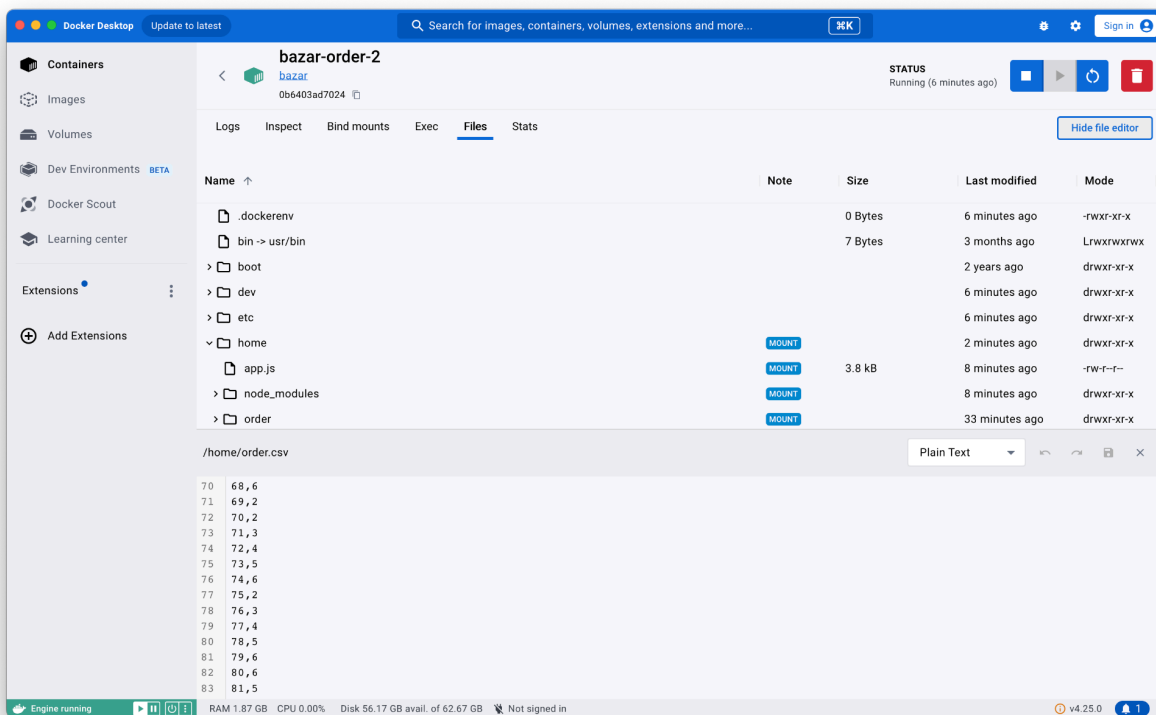 Docker Desktop Update to latest Search for images, containers, volumes, extensions and more... ⌘K Sign in
Containers
Images
Volumes
Dev Environments BETA
Docker Scout
Learning center
Extensions
Add Extensions
bazar-order-2
bazar
0b6403ad7024
STATUS
Running (6 minutes ago)
Logs Inspect Bind mounts Exec Files Stats Hide file editor
Name Note Size Last modified Mode
.dockerenv 0 Bytes 6 minutes ago -rwxr-xr-x
bin -> usr/bin 7 Bytes 3 months ago Lrwxrwxrwx
boot 2 years ago drwxr-xr-x
dev 6 minutes ago drwxr-xr-x
etc 6 minutes ago drwxr-xr-x
home MOUNT 2 minutes ago drwxr-xr-x
app.js MOUNT 3.8 kB 8 minutes ago -rw-r--r--
node_modules MOUNT 8 minutes ago drwxr-xr-x
order MOUNT 33 minutes ago drwxr-xr-x
/home/order.csv Plain Text
70 68,6
71 69,2
72 70,2
73 71,3
74 72,4
75 73,5
76 74,6
77 75,2
78 76,3
79 77,4
80 78,5
81 79,6
82 80,6
83 81,5
Engine running RAM 1.87 GB CPU 0.00% Disk 56.17 GB avail. of 62.67 GB Not signed in v4.25.0 1